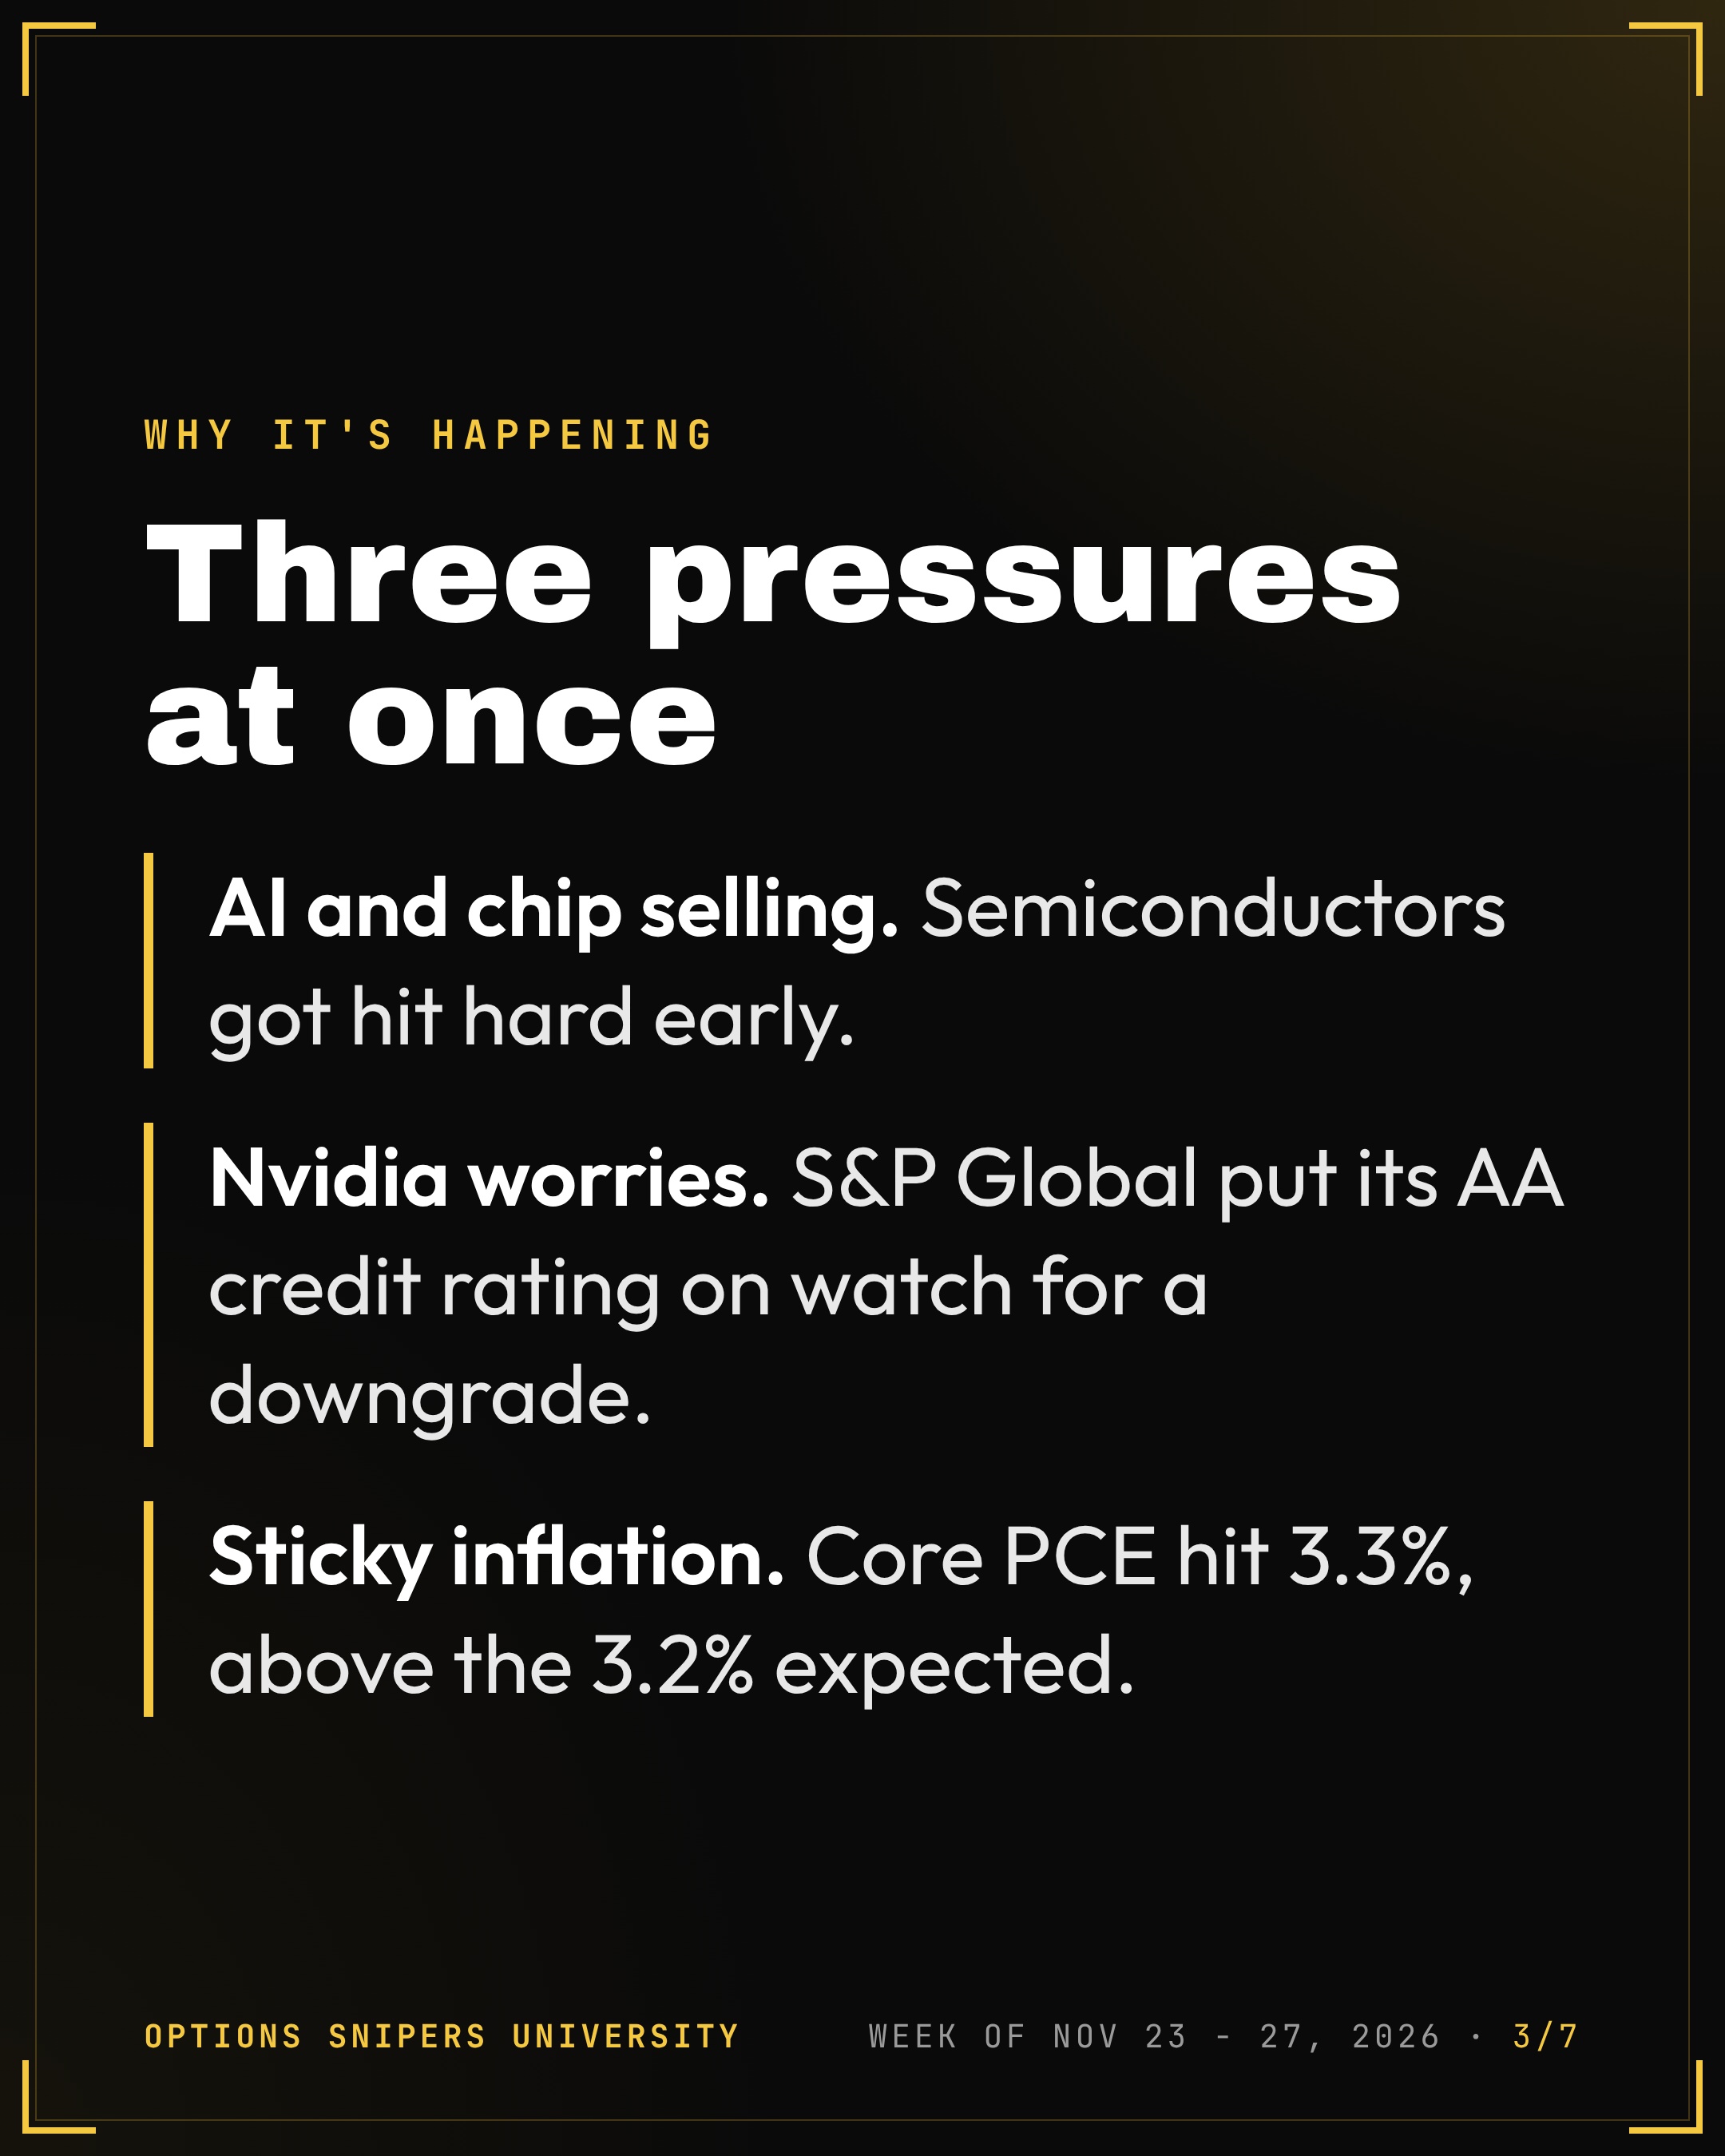 WHY IT'S HAPPENING
Three pressures
at once
AI and chip selling. Semiconductors
got hit hard early.
Nvidia worries. S&P Global put its AA
credit rating on watch for a
downgrade.
Sticky inflation. Core PCE hit 3.3%,
above the 3.2% expected.
OPTIONS SNIPERS UNIVERSITY
WEEK OF NOV 23 - 27, 2026 · 3/7